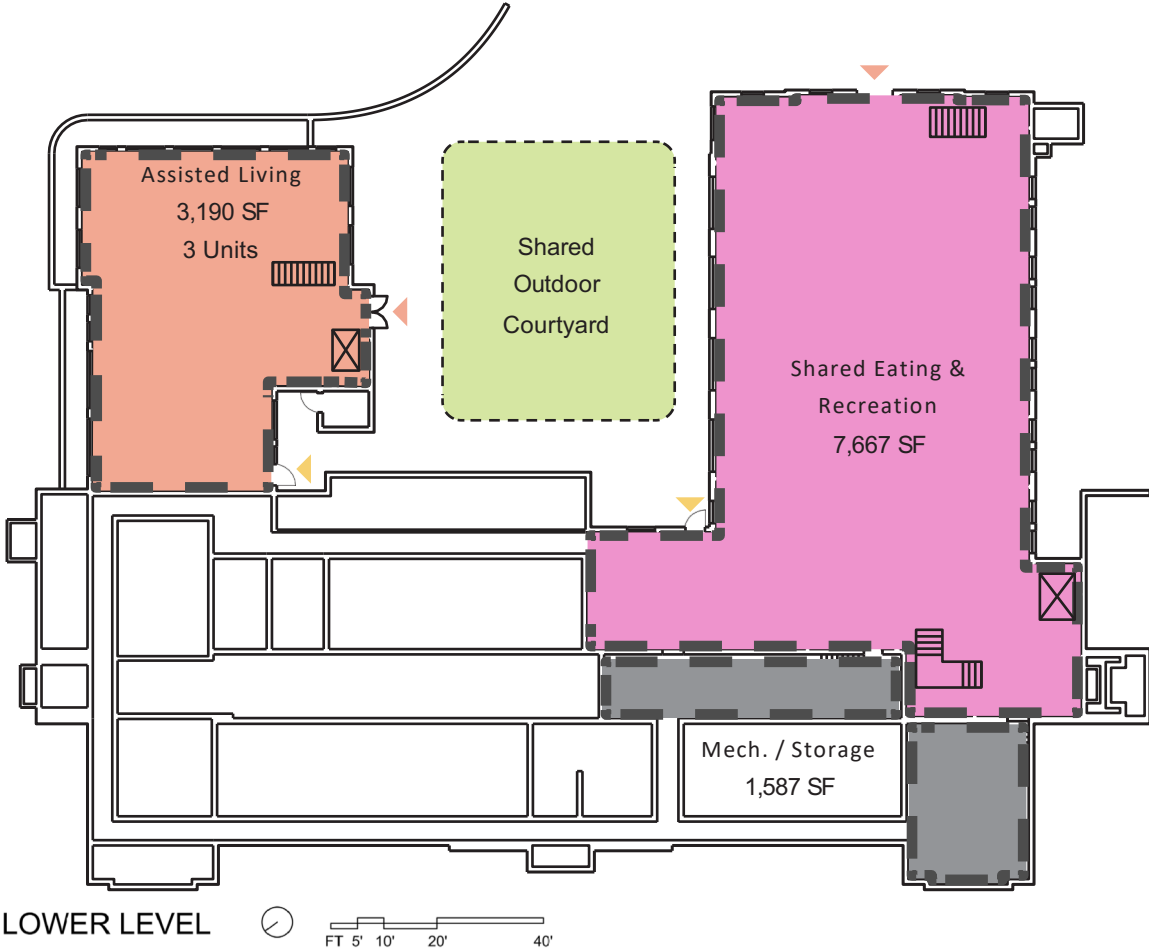 Assisted Living
3,190 SF
3 Units
Shared
Outdoor
Courtyard
Shared Eating &
Recreation
7,667 SF
Mech. / Storage
1,587 SF
LOWER LEVEL
FT 5' 10' 20' 40'